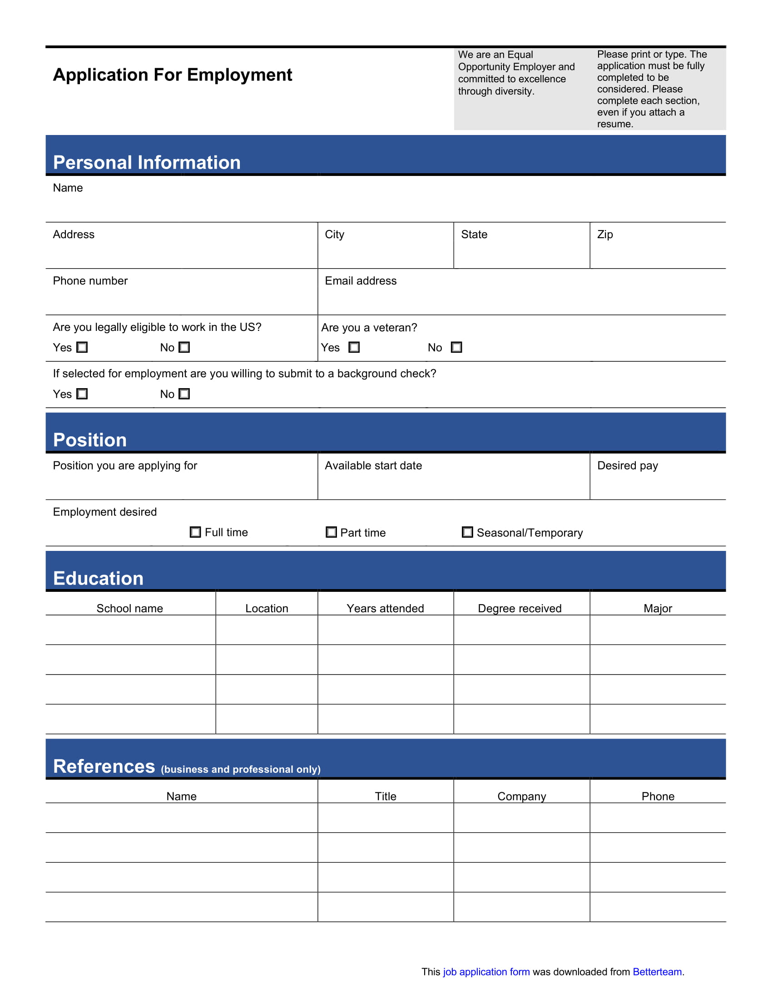 Application For Employment
We are an Equal
Opportunity Employer and
committed to excellence
through diversity.
Please print or type. The
application must be fully
completed to be
considered. Please
complete each section,
even if you attach a
resume.
Personal Information
Name
Address
City
State
Zip
Phone number
Email address
Are you legally eligible to work in the US?
Yes No
Are you a veteran?
Yes No
If selected for employment are you willing to submit to a background check?
Yes No
Position
Position you are applying for
Available start date
Desired pay
Employment desired
Full time Part time Seasonal/Temporary
Education
School name Location Years attended Degree received Major
References (business and professional only)
Name Title Company Phone
This job application form was downloaded from Betterteam.